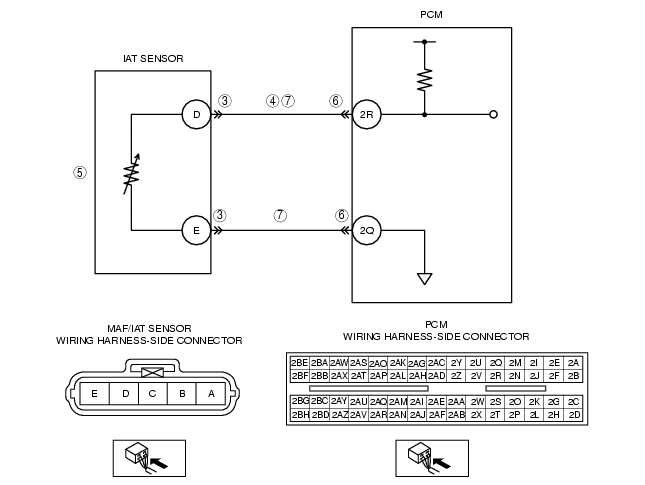 PCM
IAT SENSOR
D ③ ④ ⑦ ⑥ 2R
⑤
E ③ ⑦ ⑥ 2Q
MAF/IAT SENSOR
WIRING HARNESS-SIDE CONNECTOR
E D C B A
PCM
WIRING HARNESS-SIDE CONNECTOR
2BE 2BA 2AW 2AS 2AO 2AK 2AG 2AC 2Y 2U 2Q 2M 2I 2E 2A
2BF 2BB 2AX 2AT 2AP 2AL 2AH 2AD 2Z 2V 2R 2N 2J 2F 2B
2BG 2BC 2AY 2AU 2AQ 2AM 2AI 2AE 2AA 2W 2S 2O 2K 2G 2C
2BH 2BD 2AZ 2AV 2AR 2AN 2AJ 2AF 2AB 2X 2T 2P 2L 2H 2D